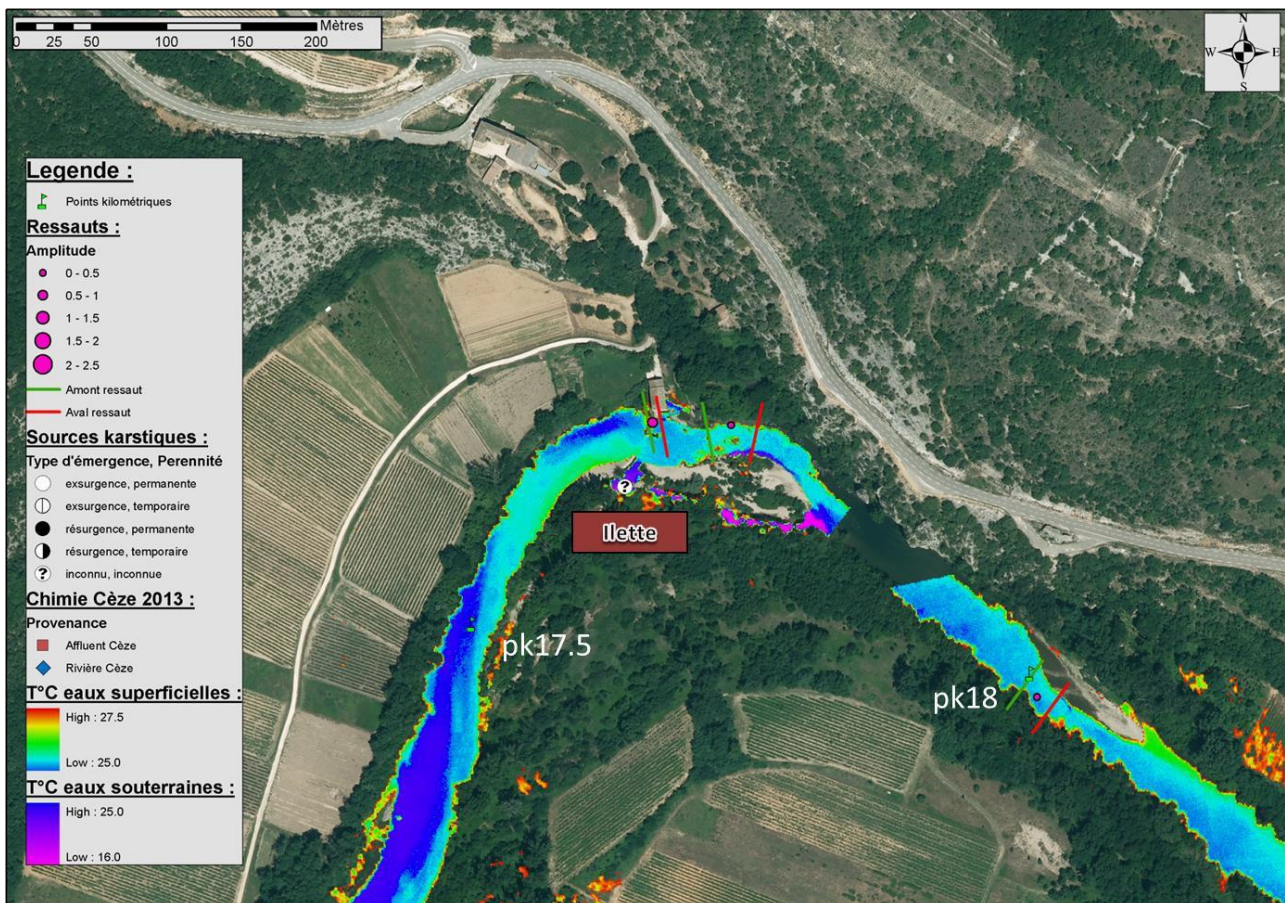 0 25 50 100 150 200 Mètres
N
W E
S
Legende :
Points kilométriques
Ressauts :
Amplitude
0 - 0.5
0.5 - 1
1 - 1.5
1.5 - 2
2 - 2.5
Amont ressaut
Aval ressaut
Sources karstiques :
Type d'émergence, Perennité
exsurgence, permanente
exsurgence, temporaire
résurgence, permanente
résurgence, temporaire
? inconnu, inconnue
Chimie Cèze 2013 :
Provenance
Affluent Cèze
Rivière Cèze
T°C eaux superficielles :
High : 27.5
Low : 25.0
T°C eaux souterraines :
High : 25.0
Low : 16.0
?
Ilette
pk17.5
pk18